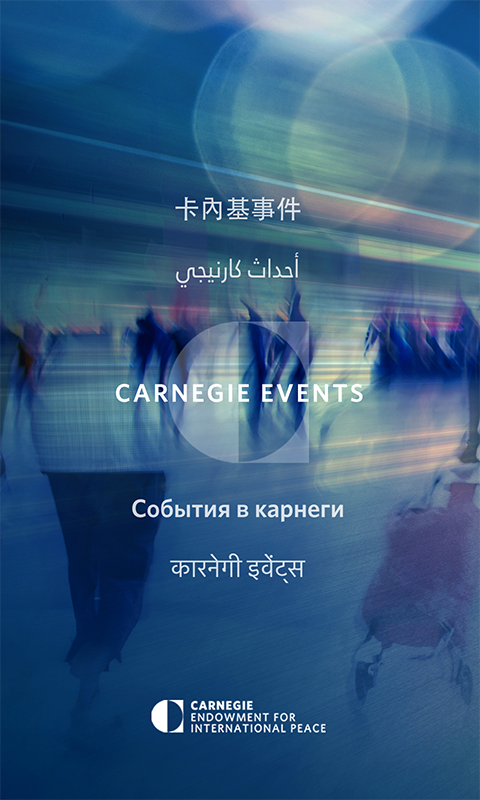 卡內基事件
أحداث كارنيجي
CARNEGIE EVENTS
События в карнеги
कारनेगी इवेंट्स
CARNEGIE
ENDOWMENT FOR
INTERNATIONAL PEACE